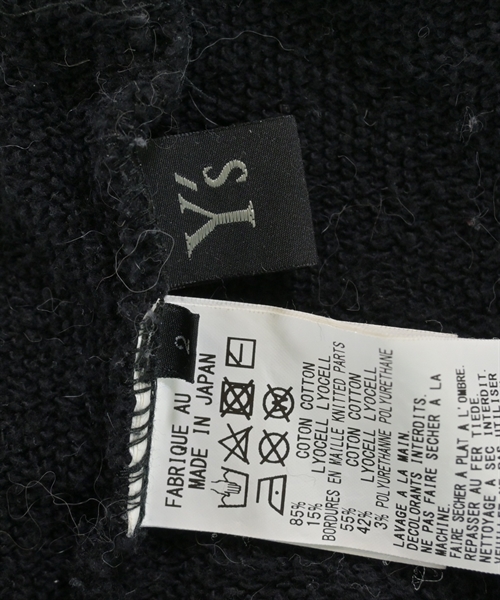 Y's
2
FABRIQUE AU
MADE IN JAPAN
85% COTON COTTON
15% LYOCELL LYOCELL
BORDURES EN MAILLE KNITTED PARTS
55% COTON COTTON
42% LYOCELL LYOCELL
3% POLYURETHANNE POLYURETHANE
LAVAGE A LA MAIN.
DECOLORANTS INTERDITS.
NE PAS FAIRE SECHER A LA
MACHINE.
FAIRE SECHER A PLAT A L'OMBRE.
REPASSER AU FER TIEDE.
NETTOYAGE A SEC INTERDIT.